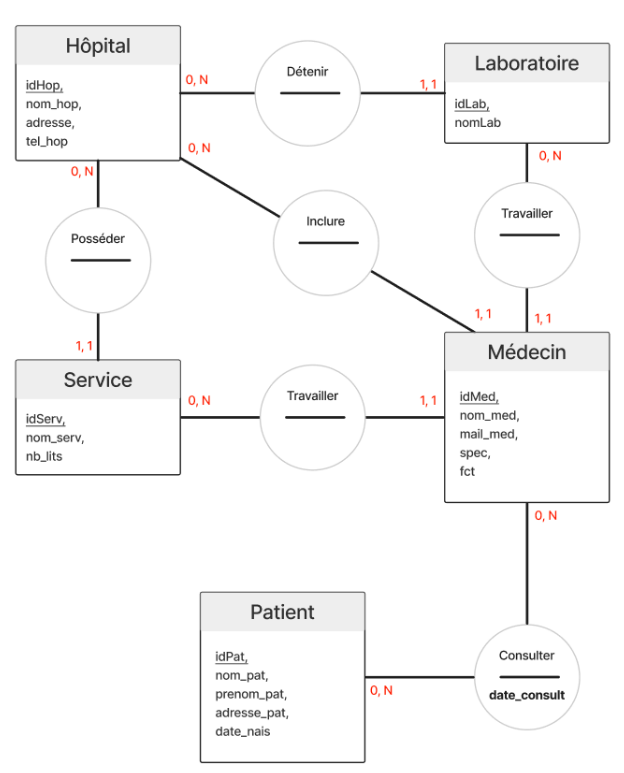 Hôpital
idHop,
nom_hop,
adresse,
tel_hop
0, N
Détenir
1, 1
Laboratoire
idLab,
nomLab
0, N
0, N
0, N
Posséder
Inclure
Travailler
1, 1
1, 1
1, 1
Service
idServ,
nom_serv,
nb_lits
0, N
Travailler
1, 1
Médecin
idMed,
nom_med,
mail_med,
spec,
fct
0, N
Patient
idPat,
nom_pat,
prenom_pat,
adresse_pat,
date_nais
0, N
Consulter
date_consult